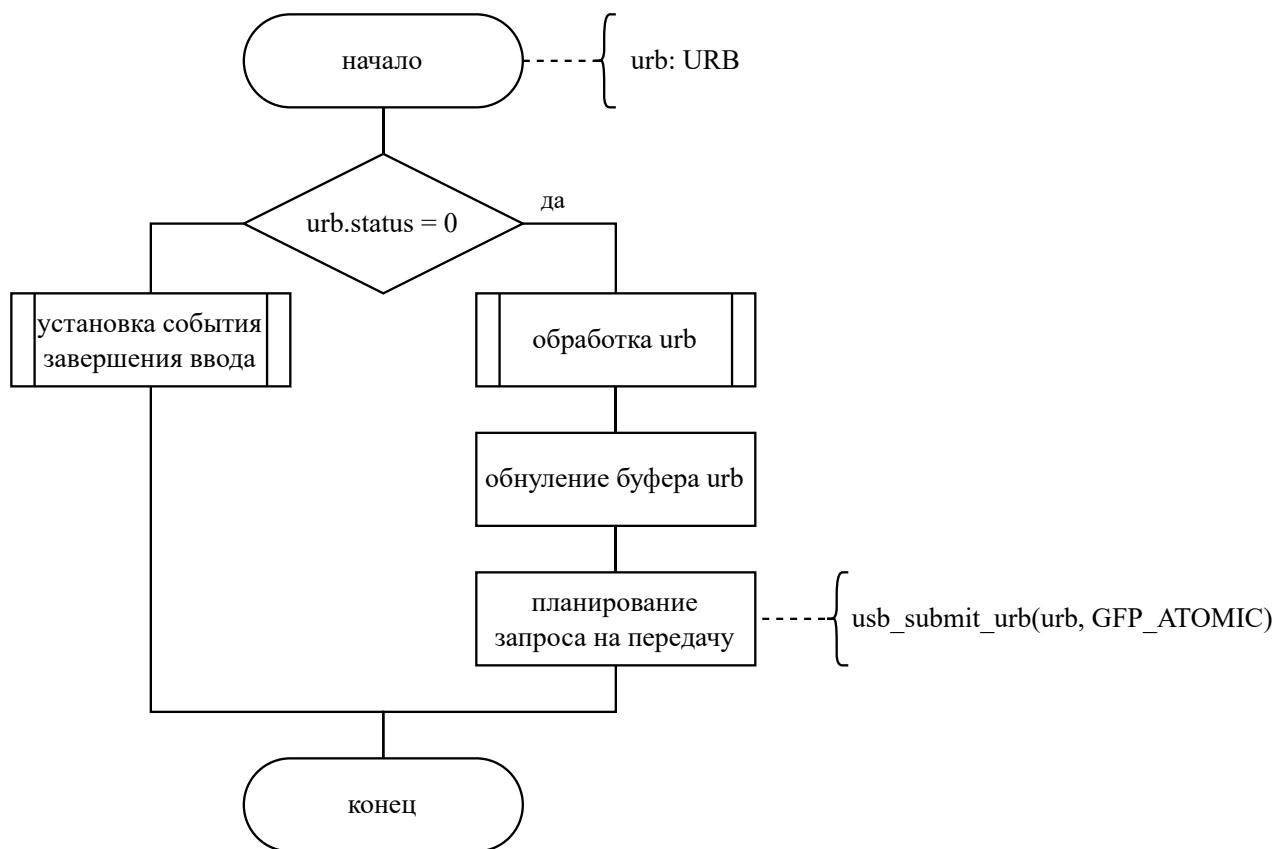 начало
urb: URB
urb.status = 0
да
установка события
завершения ввода
обработка urb
обнуление буфера urb
планирование
запроса на передачу
usb_submit_urb(urb, GFP_ATOMIC)
конец